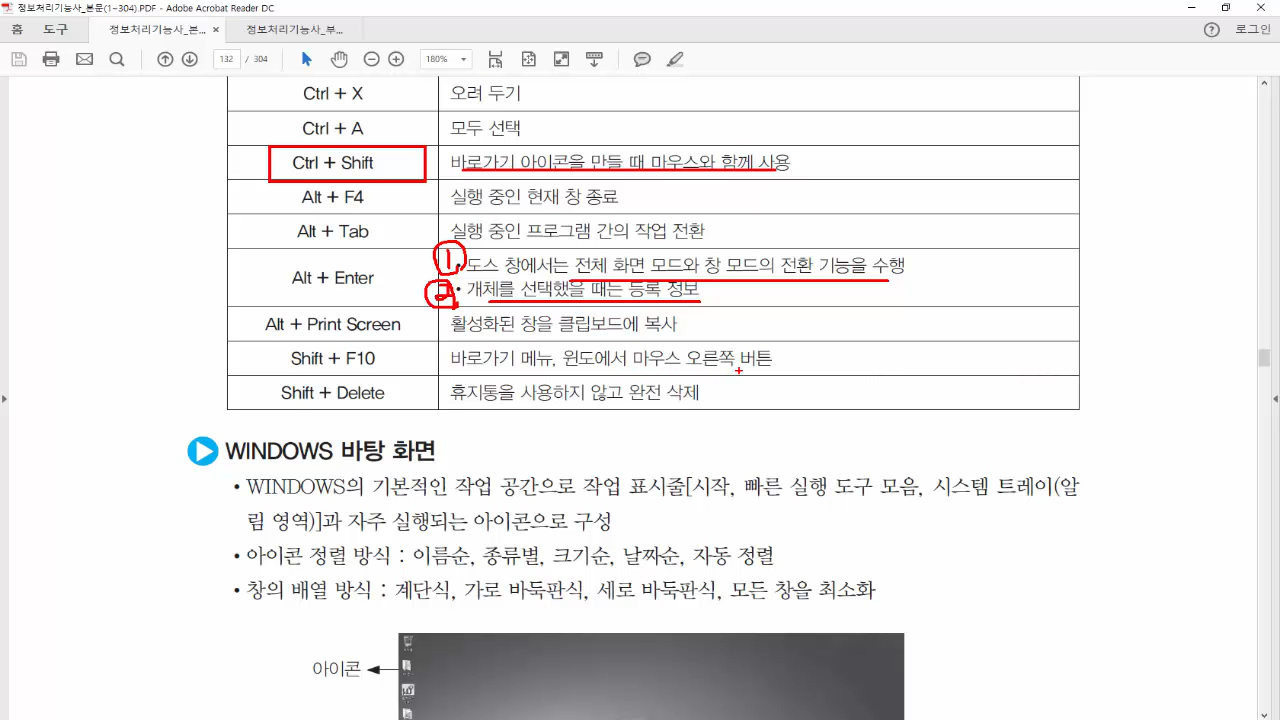 정보처리기능사_본문(1~304).PDF - Adobe Acrobat Reader DC
홈 도구 정보처리기능사_본... × 정보처리기능사_부... ? 로그인
132 / 304 180%
Ctrl + X 오려 두기
Ctrl + A 모두 선택
Ctrl + Shift 바로가기 아이콘을 만들 때 마우스와 함께 사용
Alt + F4 실행 중인 현재 창 종료
Alt + Tab 실행 중인 프로그램 간의 작업 전환
Alt + Enter
1. • 도스 창에서는 전체 화면 모드와 창 모드의 전환 기능을 수행
2. • 개체를 선택했을 때는 등록 정보
Alt + Print Screen 활성화된 창을 클립보드에 복사
Shift + F10 바로가기 메뉴, 윈도에서 마우스 오른쪽 버튼
Shift + Delete 휴지통을 사용하지 않고 완전 삭제
WINDOWS 바탕 화면
• WINDOWS의 기본적인 작업 공간으로 작업 표시줄[시작, 빠른 실행 도구 모음, 시스템 트레이(알
림 영역)]과 자주 실행되는 아이콘으로 구성
• 아이콘 정렬 방식 : 이름순, 종류별, 크기순, 날짜순, 자동 정렬
• 창의 배열 방식 : 계단식, 가로 바둑판식, 세로 바둑판식, 모든 창을 최소화
아이콘